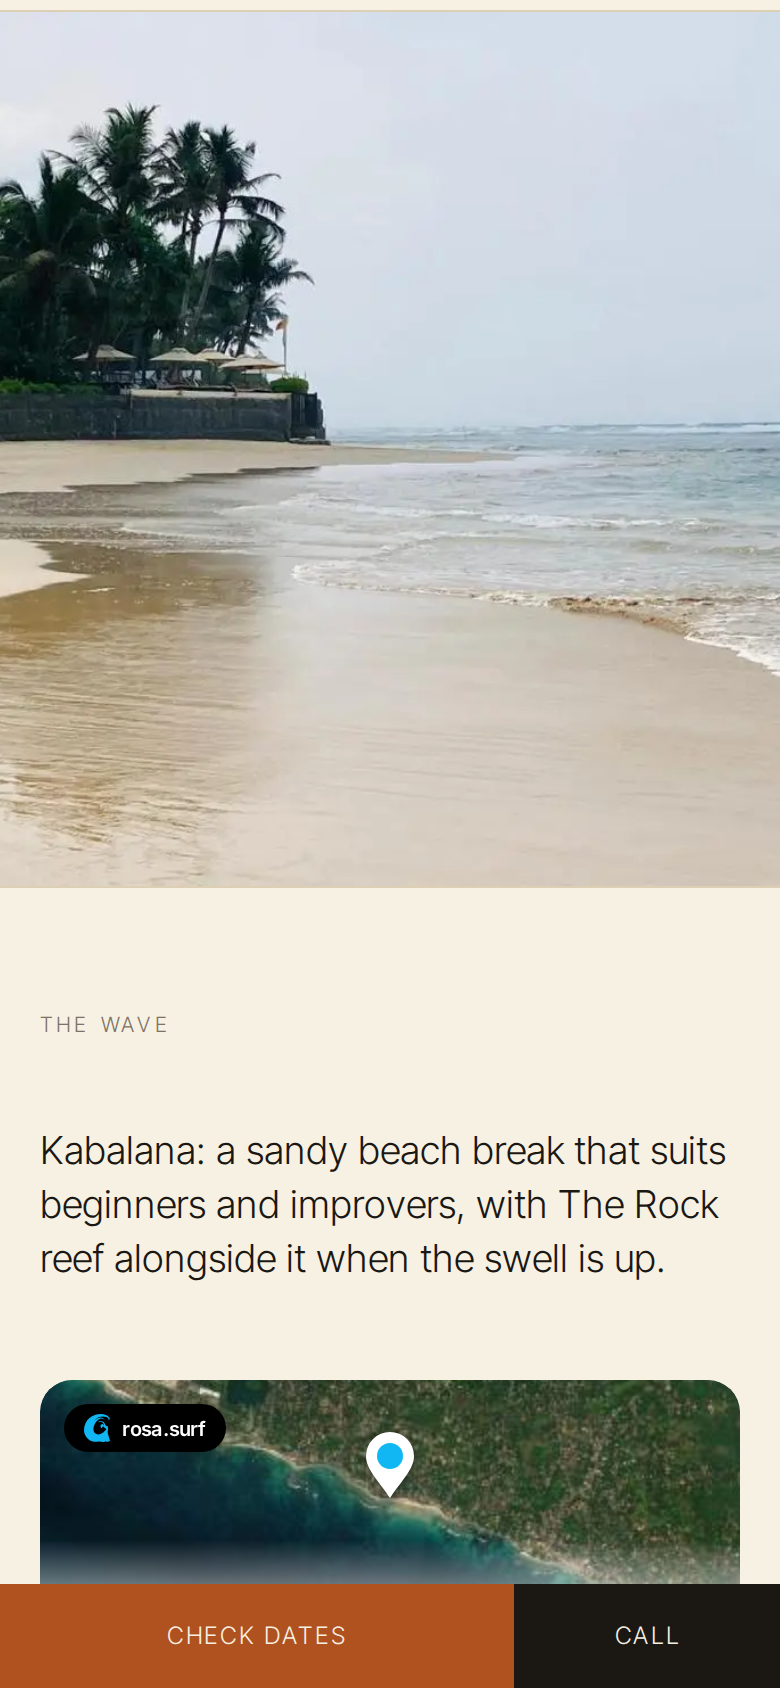 THE WAVE
Kabalana: a sandy beach break that suits
beginners and improvers, with The Rock
reef alongside it when the swell is up.
rosa.surf
CHECK DATES
CALL